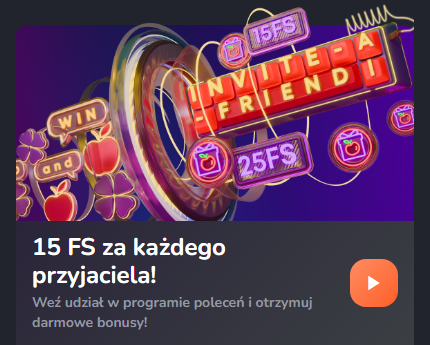 15FS
INVITE-A
-FRIEND!
WIN
and
25FS
15 FS za każdego
przyjaciela!
Weź udział w programie poleceń i otrzymuj
darmowe bonusy!